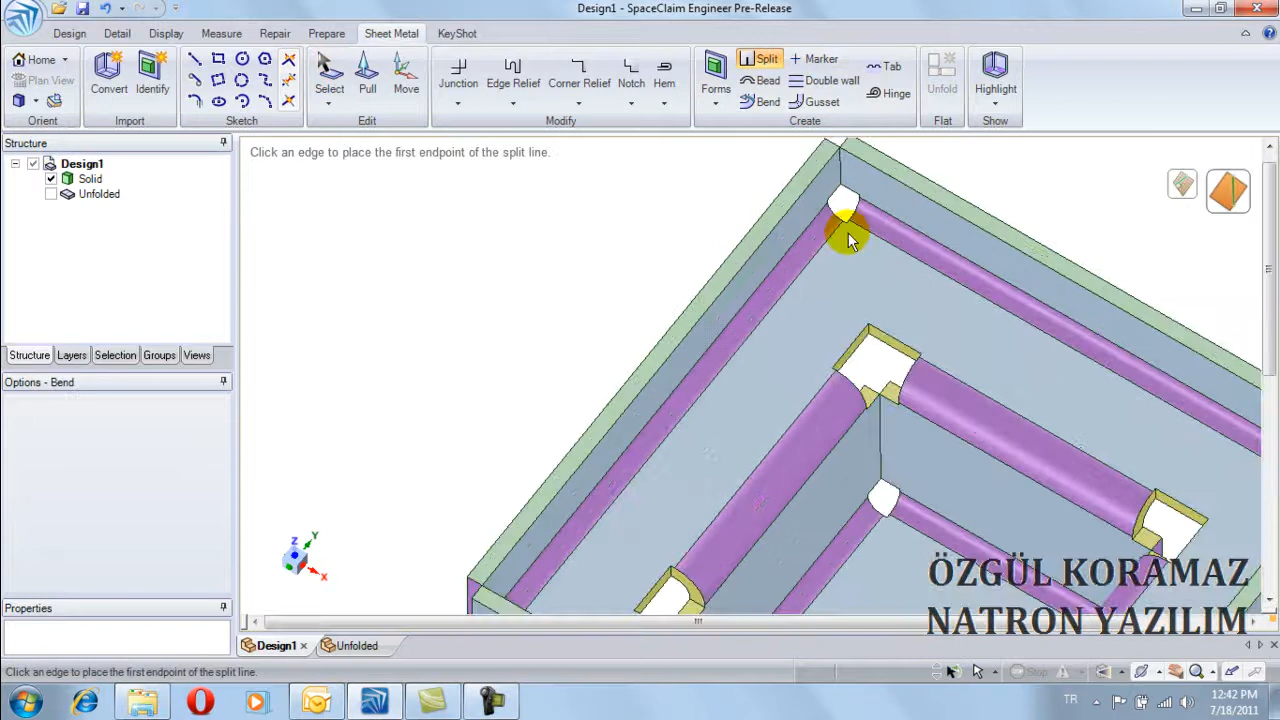 Design1 - SpaceClaim Engineer Pre-Release
Design
Detail
Display
Measure
Repair
Prepare
Sheet Metal
KeyShot
Home
Plan View
Orient
Convert
Identify
Import
Sketch
Select
Pull
Move
Edit
Junction
Edge Relief
Corner Relief
Notch
Hem
Modify
Forms
Split
Bead
Bend
Marker
Double wall
Gusset
Tab
Hinge
Create
Unfold
Flat
Highlight
Show
Structure
Design1
Solid
Unfolded
Structure
Layers
Selection
Groups
Views
Options - Bend
Properties
Click an edge to place the first endpoint of the split line.
Z
Y
X
ÖZGÜL KORAMAZ
NATRON YAZILIM
Design1
Unfolded
Click an edge to place the first endpoint of the split line.
Stop
TR
12:42 PM
7/18/2011